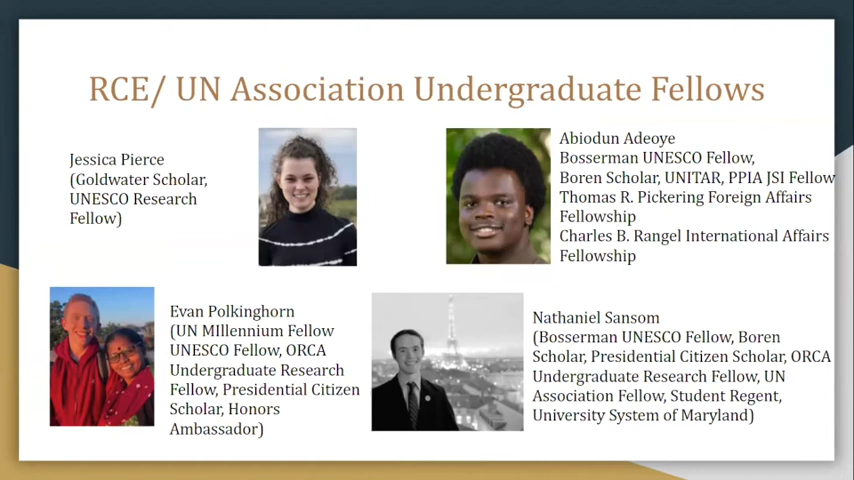 RCE/ UN Association Undergraduate Fellows
Jessica Pierce
(Goldwater Scholar,
UNESCO Research
Fellow)
Abiodun Adeoye
Bosserman UNESCO Fellow,
Boren Scholar, UNITAR, PPIA JSI Fellow
Thomas R. Pickering Foreign Affairs
Fellowship
Charles B. Rangel International Affairs
Fellowship
Evan Polkinghorn
(UN MIllennium Fellow
UNESCO Fellow, ORCA
Undergraduate Research
Fellow, Presidential Citizen
Scholar, Honors
Ambassador)
Nathaniel Sansom
(Bosserman UNESCO Fellow, Boren
Scholar, Presidential Citizen Scholar, ORCA
Undergraduate Research Fellow, UN
Association Fellow, Student Regent,
University System of Maryland)